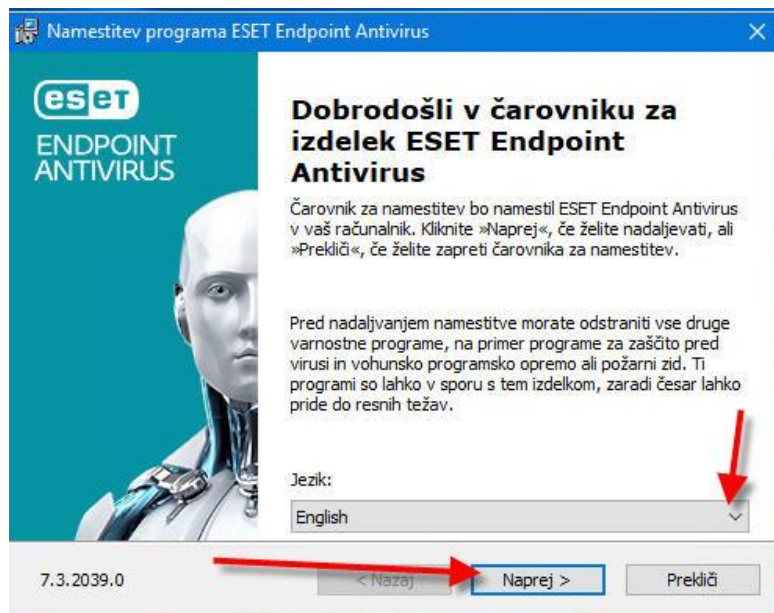 Namestitev programa ESET Endpoint Antivirus
eset
ENDPOINT
ANTIVIRUS
Dobrodošli v čarovniku za
izdelek ESET Endpoint
Antivirus
Čarovnik za namestitev bo namestil ESET Endpoint Antivirus
v vaš računalnik. Kliknite »Naprej«, če želite nadaljevati, ali
»Prekliči«, če želite zapreti čarovnika za namestitev.
Pred nadaljvanjem namestitve morate odstraniti vse druge
varnostne programe, na primer programe za zaščito pred
virusi in vohunsko programsko opremo ali požarni zid. Ti
programi so lahko v sporu s tem izdelkom, zaradi česar lahko
pride do resnih težav.
Jezik:
English
7.3.2039.0
< Nazaj
Naprej >
Prekliči